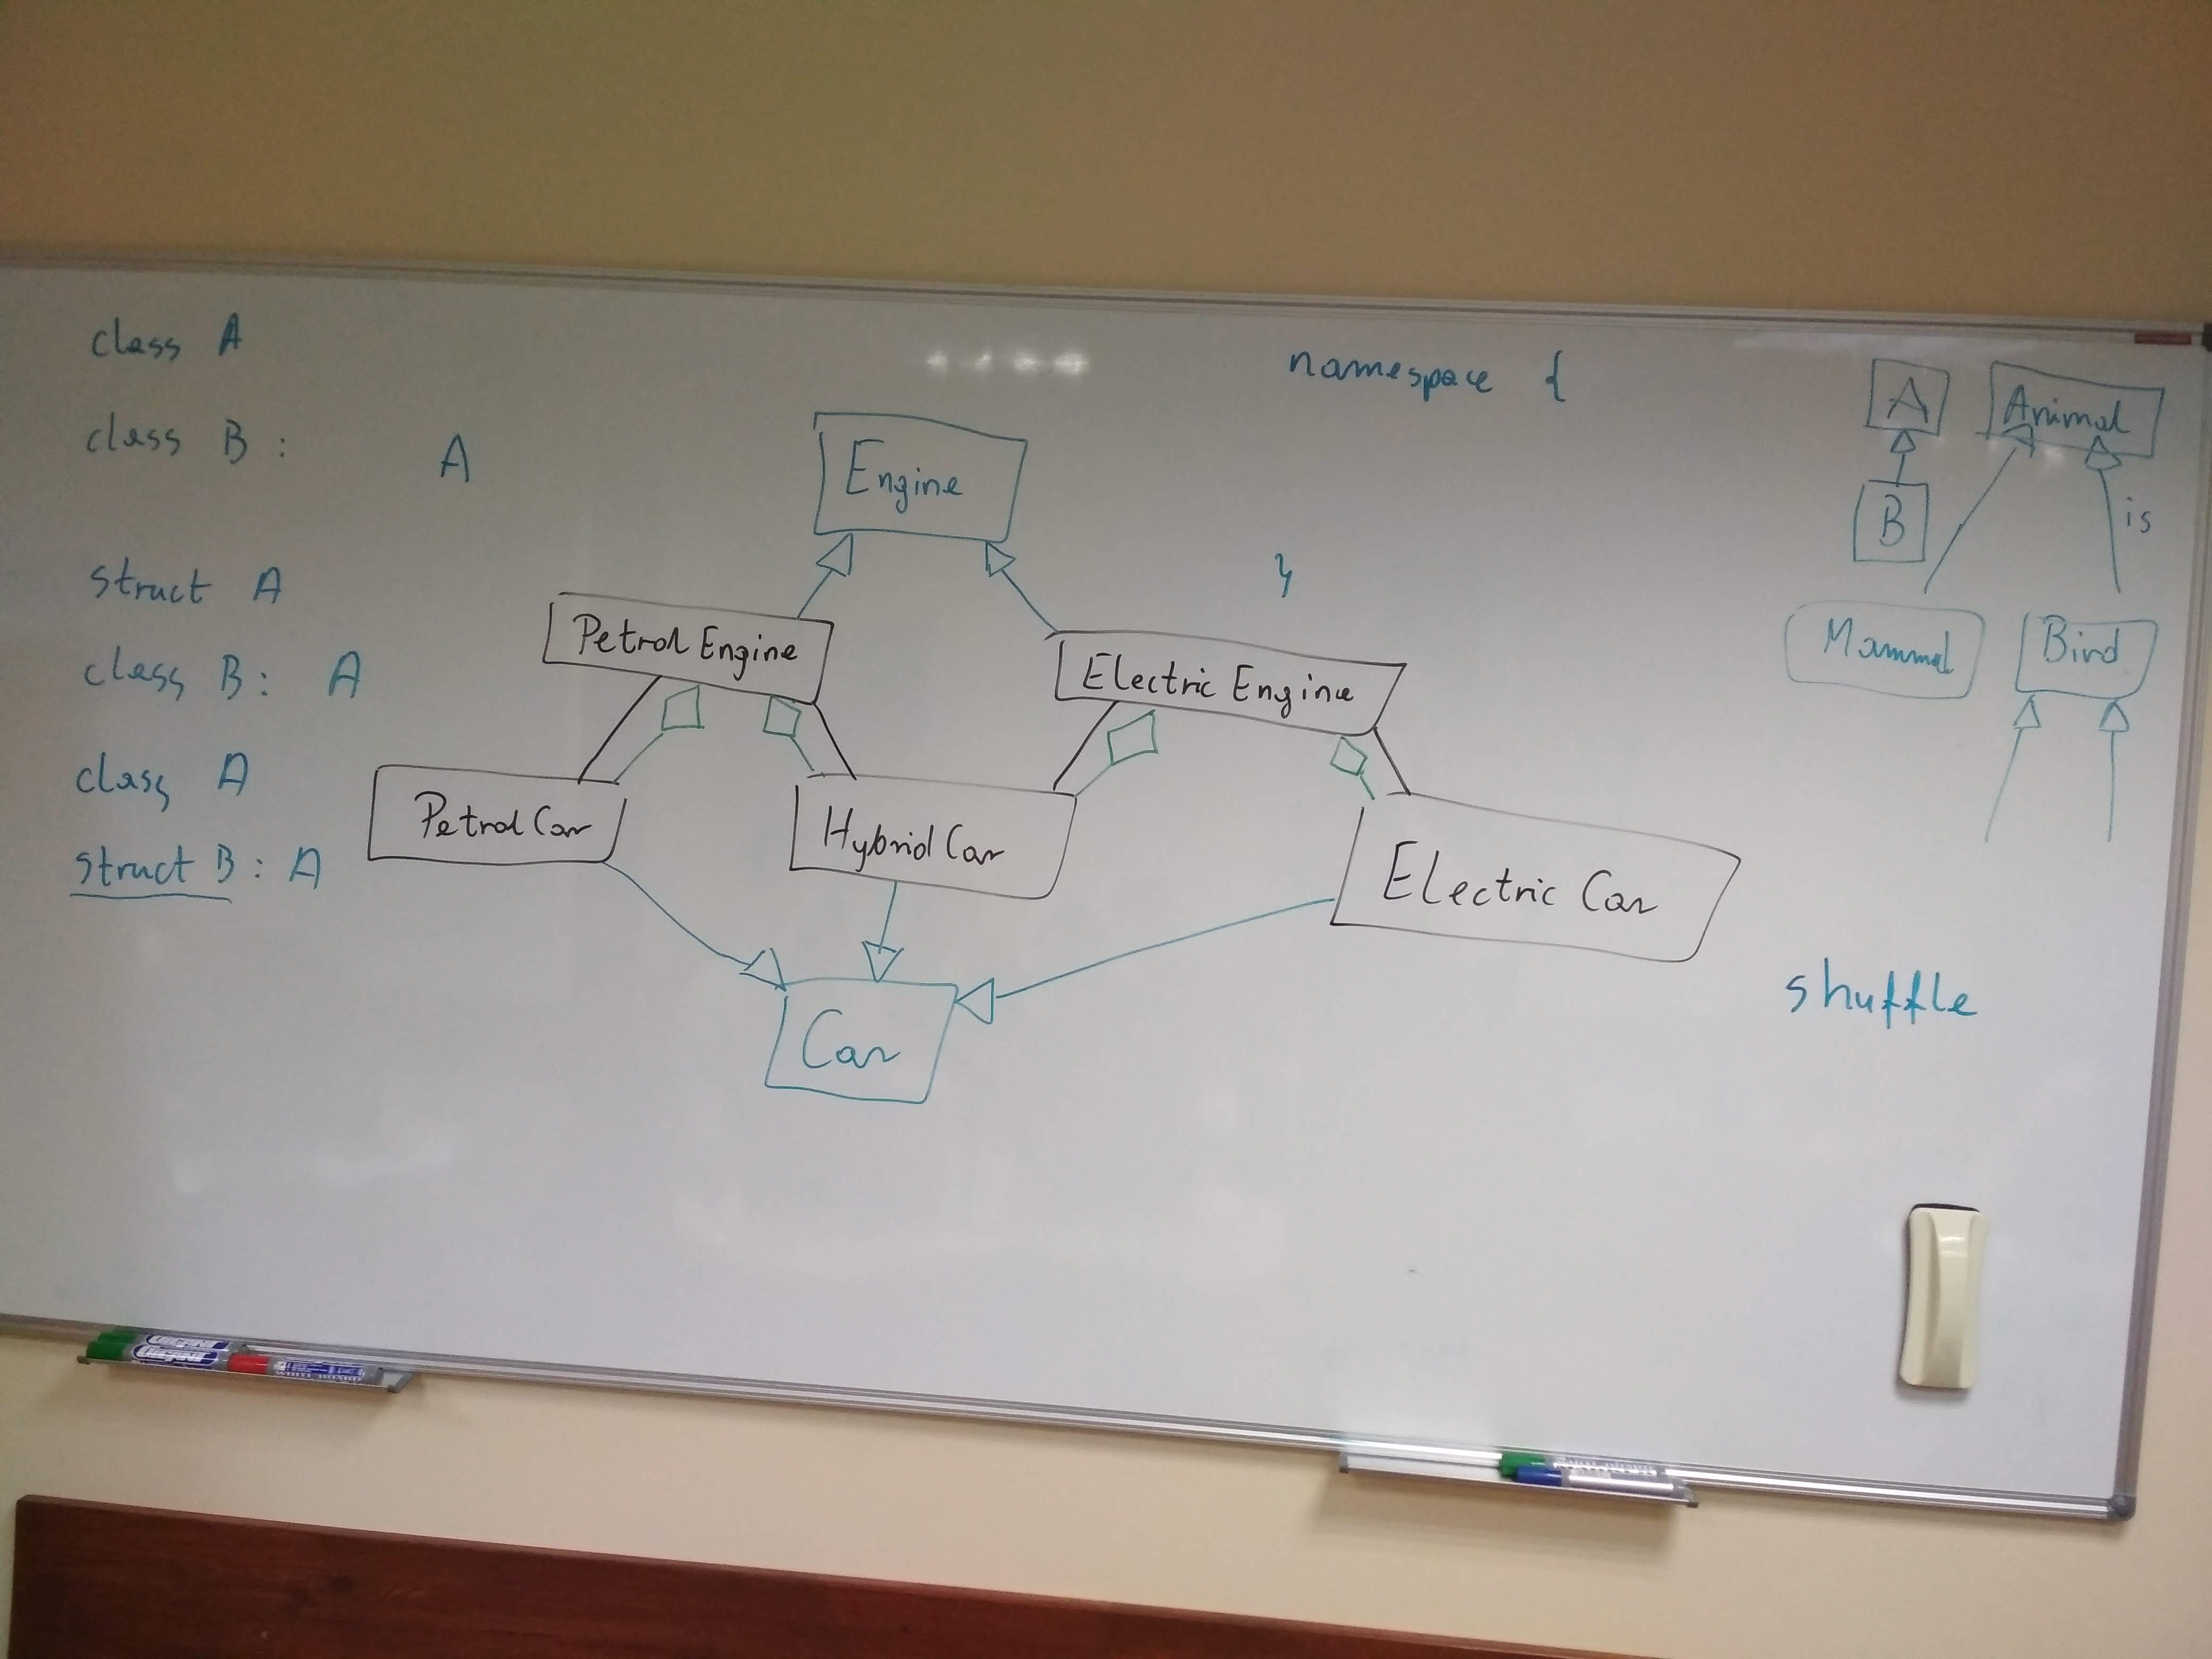 class A
class B : A
struct A
class B : A
class A
struct B : A
namespace {
}
Engine
Petrol Engine
Electric Engine
Petrol Car
Hybrid Car
Electric Car
Car
A
Animal
B
is
Mammal
Bird
shuffle